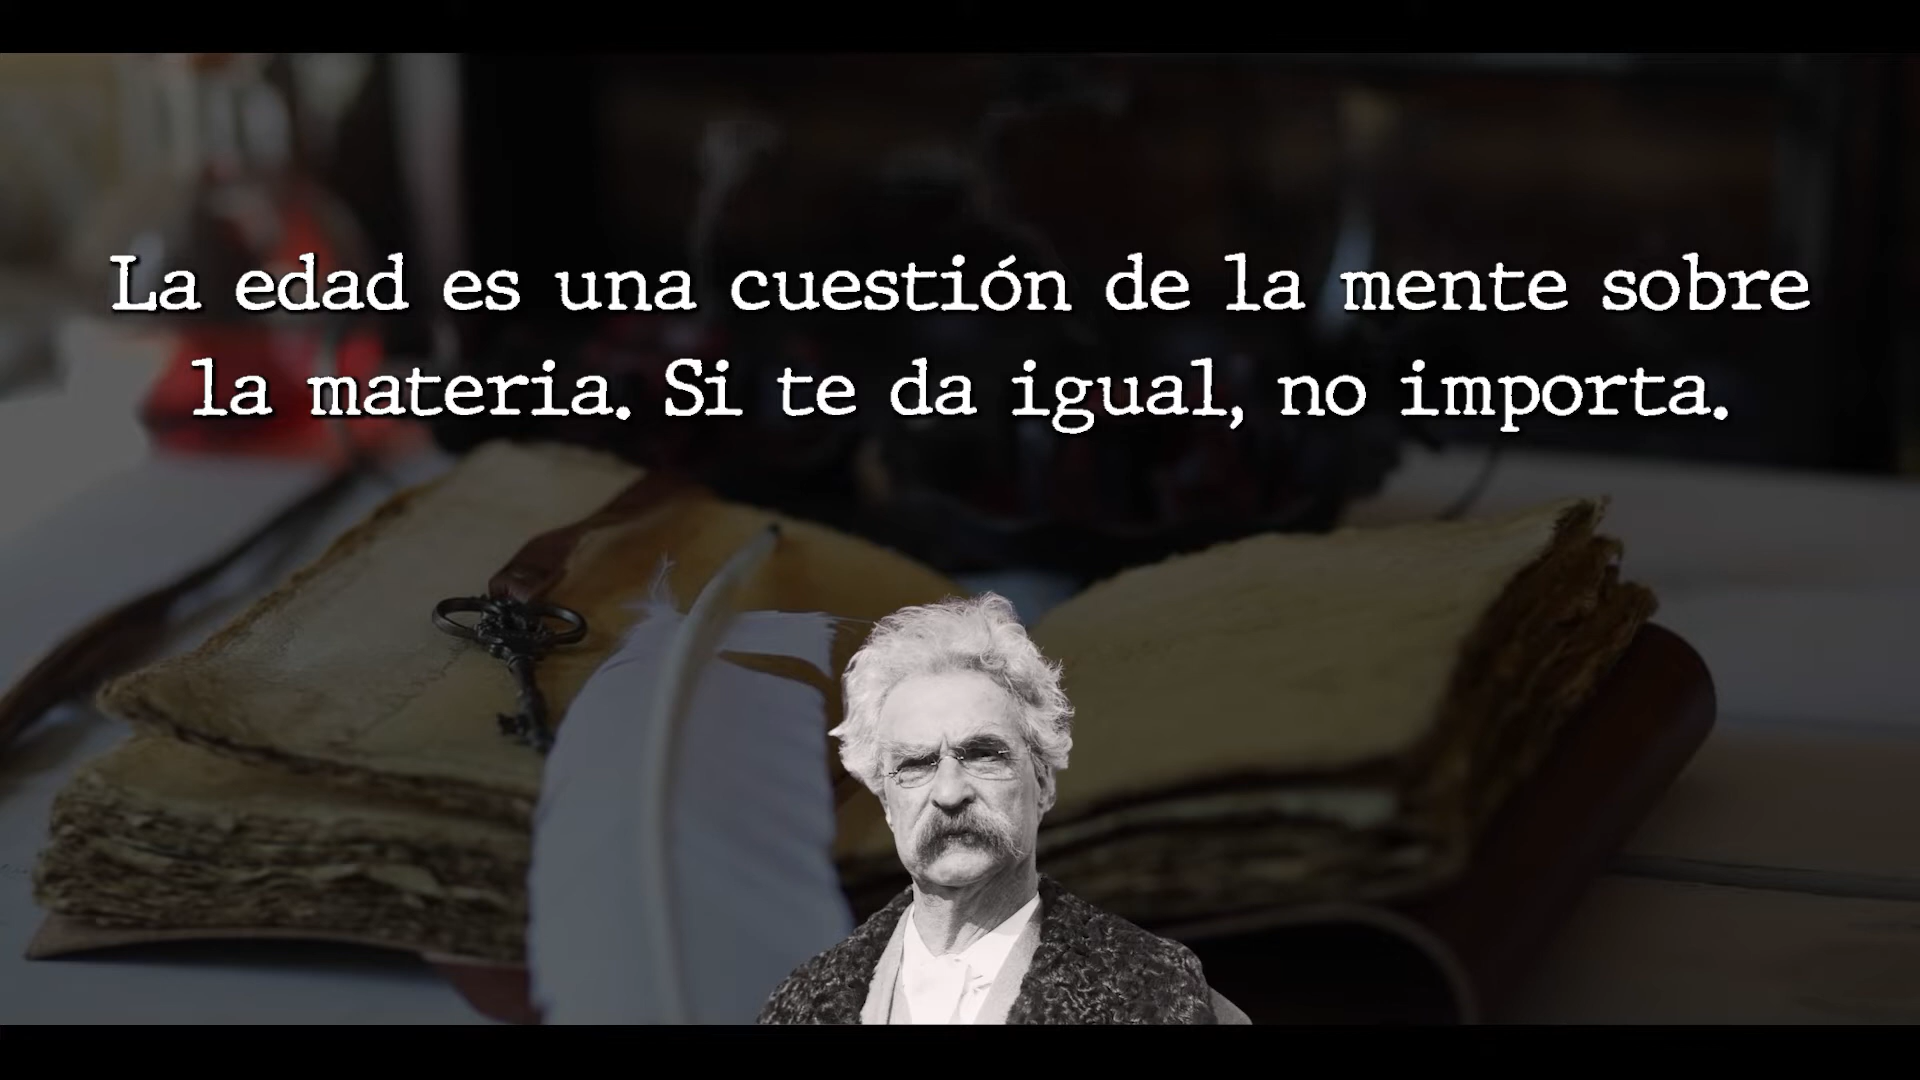 La edad es una cuestión de la mente sobre
la materia. Si te da igual, no importa.